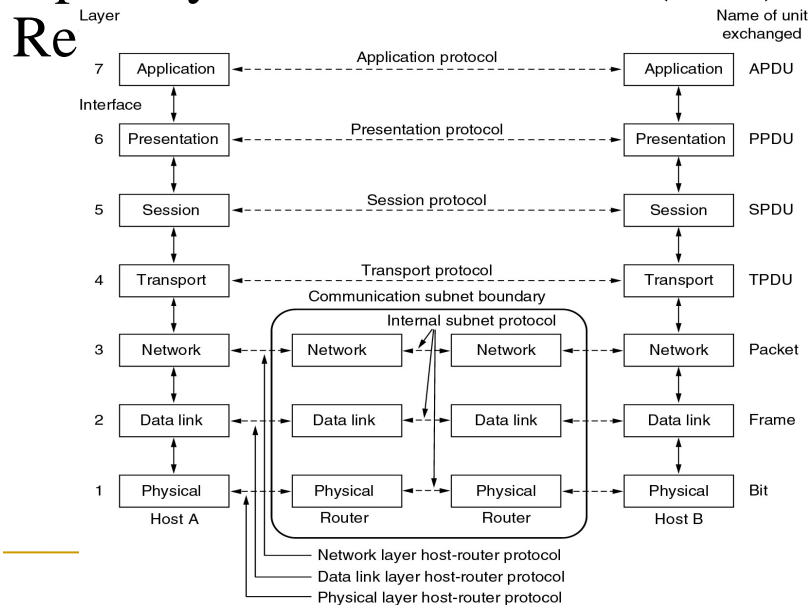 Re
Layer
Name of unit
exchanged
Application protocol
7 Application Application APDU
Interface
Presentation protocol
6 Presentation Presentation PPDU
Session protocol
5 Session Session SPDU
Transport protocol
4 Transport Transport TPDU
Communication subnet boundary
Internal subnet protocol
3 Network Network Network Network Packet
2 Data link Data link Data link Data link Frame
1 Physical Physical Physical Physical Bit
Host A Router Router Host B
Network layer host-router protocol
Data link layer host-router protocol
Physical layer host-router protocol